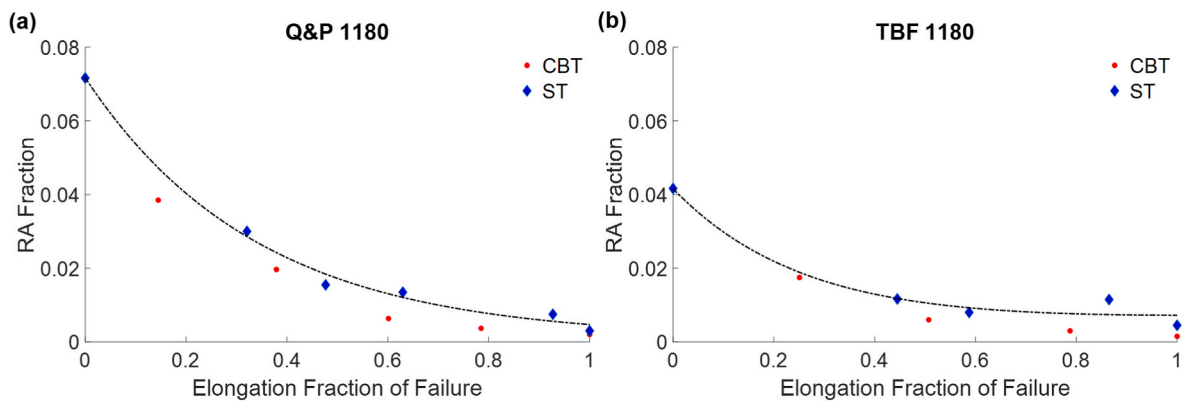 (a)
Q&P 1180
CBT
ST
0.08
0.06
0.04
0.02
0
RA Fraction
0
0.2
0.4
0.6
0.8
1
Elongation Fraction of Failure
(b)
TBF 1180
CBT
ST
0.08
0.06
0.04
0.02
0
RA Fraction
0
0.2
0.4
0.6
0.8
1
Elongation Fraction of Failure